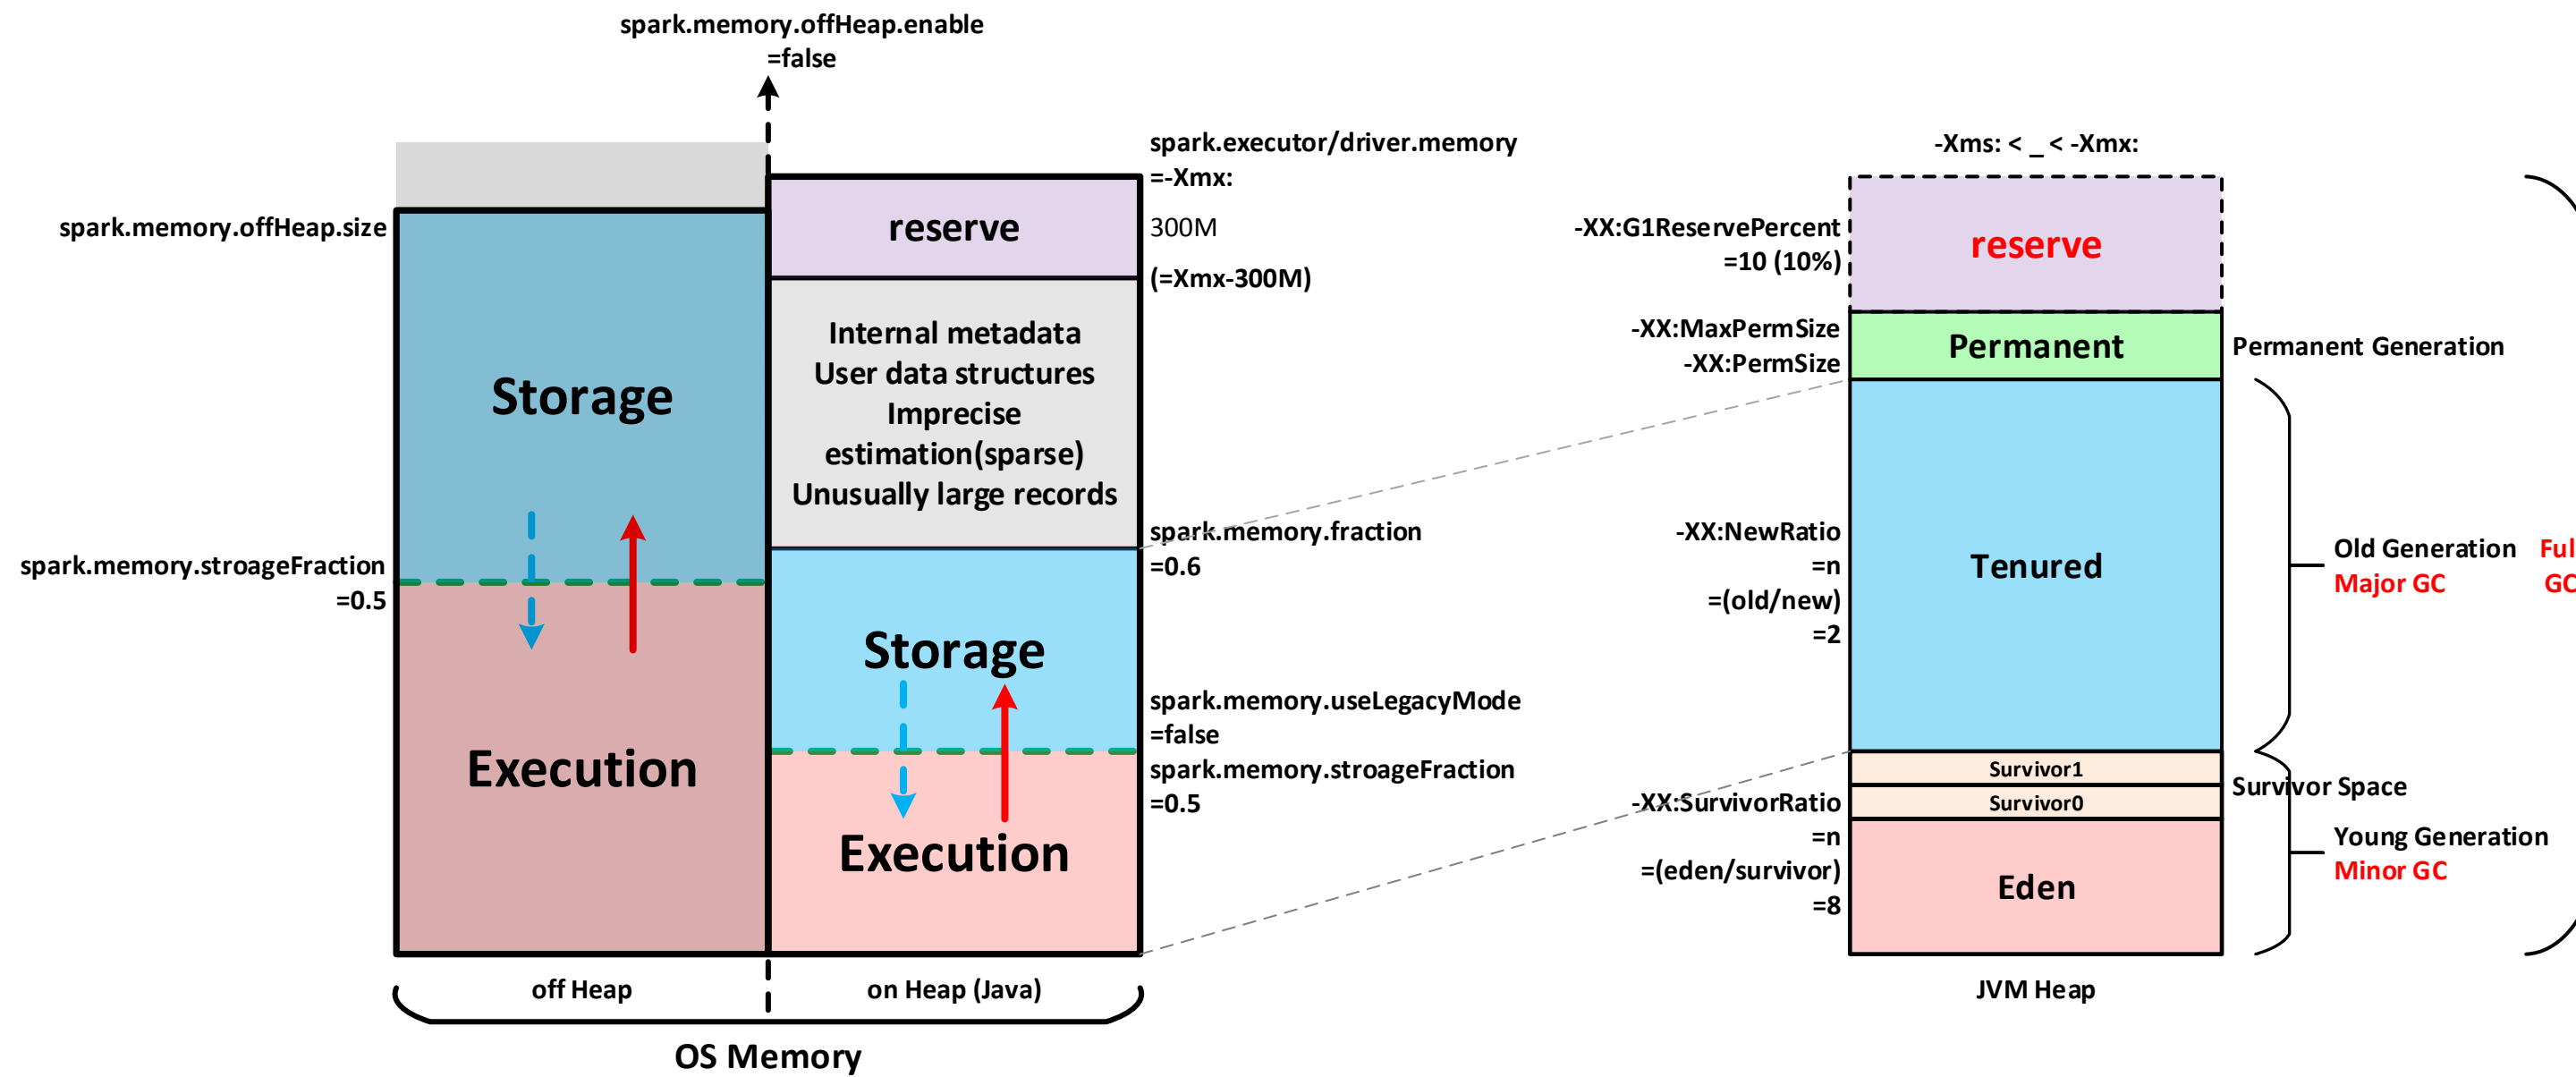 spark.memory.offHeap.enable
=false
spark.memory.offHeap.size
spark.memory.stroageFraction
=0.5
Storage
Execution
reserve
Internal metadata
User data structures
Imprecise
estimation(sparse)
Unusually large records
Storage
Execution
spark.executor/driver.memory
=-Xmx:
300M
(=Xmx-300M)
spark.memory.fraction
=0.6
spark.memory.useLegacyMode
=false
spark.memory.stroageFraction
=0.5
off Heap
on Heap (Java)
OS Memory
-Xms: < _ < -Xmx:
-XX:G1ReservePercent
=10 (10%)
-XX:MaxPermSize
-XX:PermSize
-XX:NewRatio
=n
=(old/new)
=2
-XX:SurvivorRatio
=n
=(eden/survivor)
=8
reserve
Permanent
Tenured
Survivor1
Survivor0
Eden
JVM Heap
Permanent Generation
Old Generation
Major GC
Survivor Space
Young Generation
Minor GC
Ful
GC